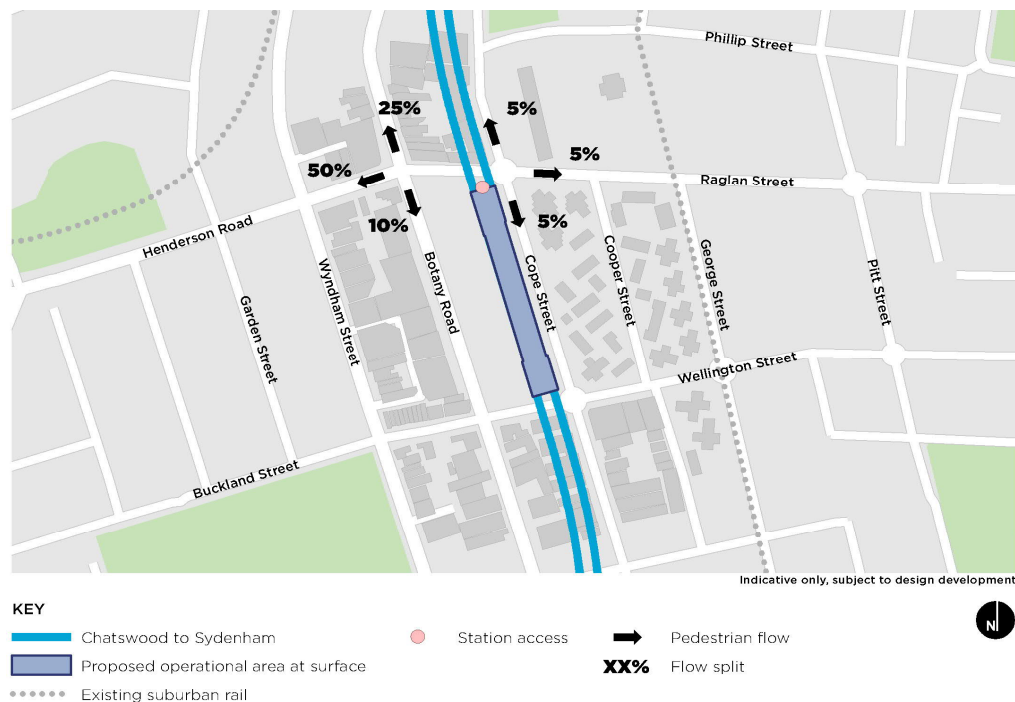 Phillip Street
25%
5%
5%
50%
Raglan Street
10%
5%
Henderson Road
Wyndham Street
Botany Road
Cope Street
Cooper Street
George Street
Pitt Street
Garden Street
Wellington Street
Buckland Street
Indicative only, subject to design development
KEY
Chatswood to Sydenham
Station access
Pedestrian flow
N
Proposed operational area at surface
XX% Flow split
Existing suburban rail